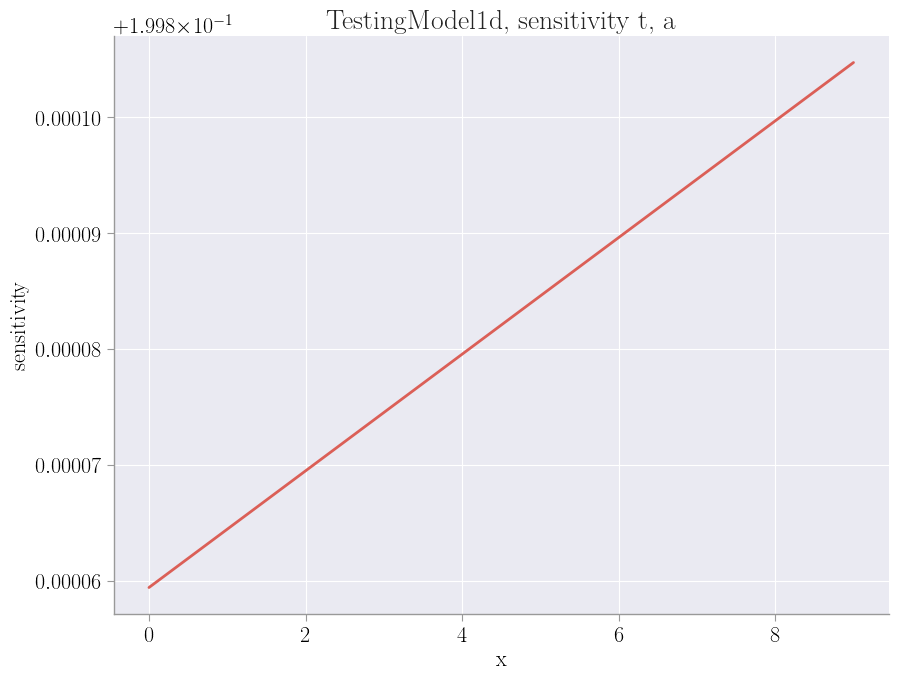 TestingModel1d, sensitivity t, a
+1.998×10⁻¹
0.00010
0.00009
0.00008
0.00007
0.00006
sensitivity
0 2 4 6 8
x